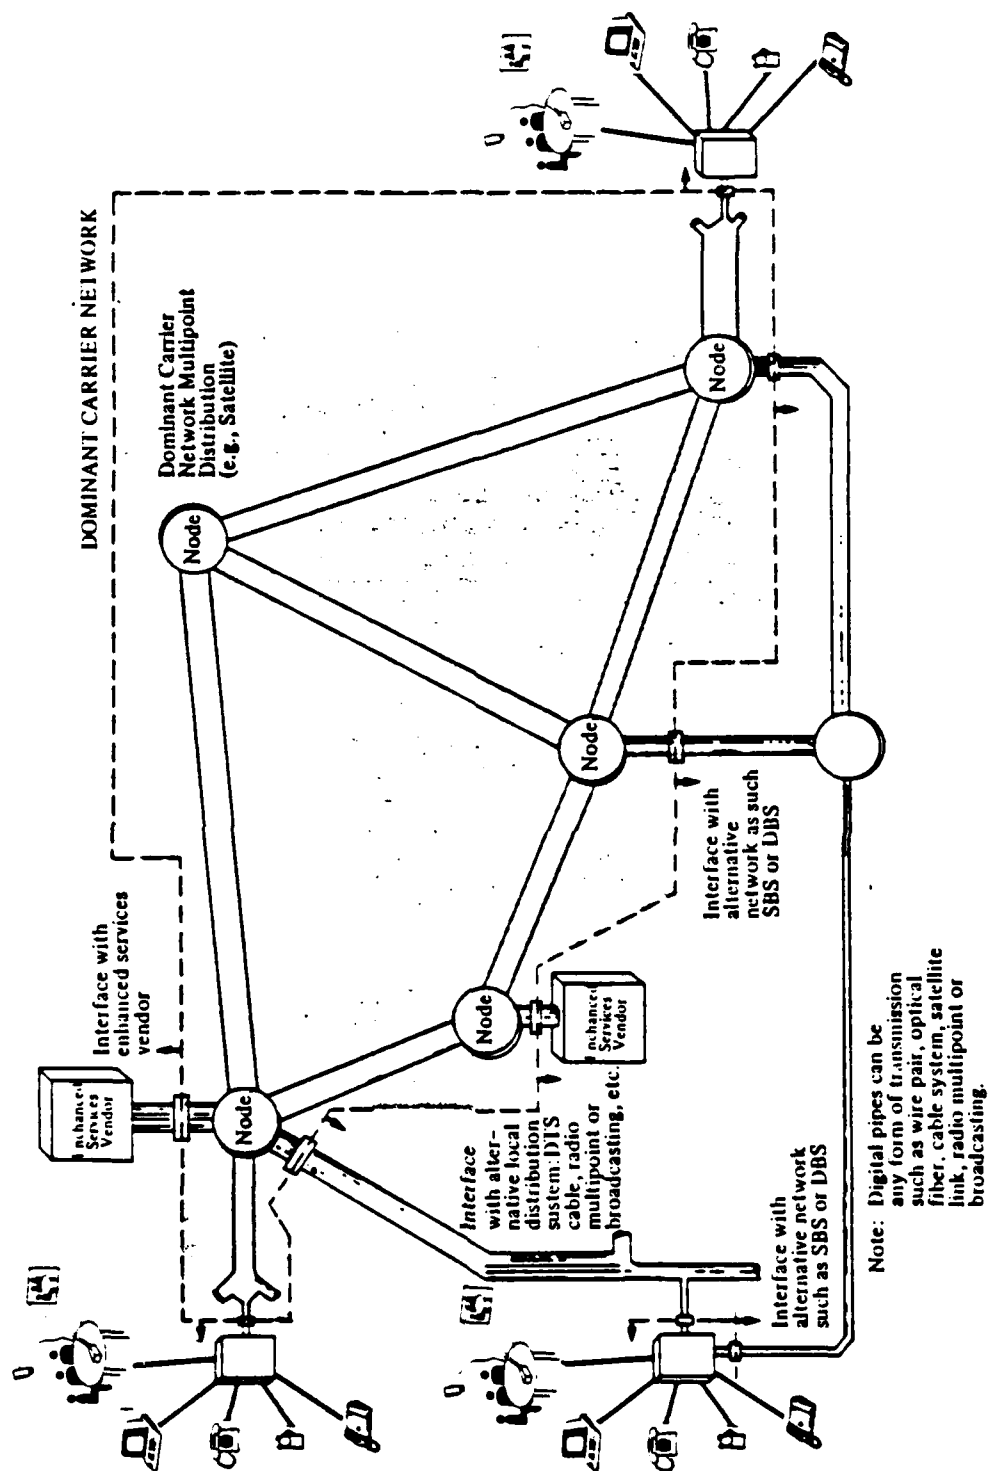 DOMINANT CARRIER NETWORK
Dominant Carrier
Network Multipoint
Distribution
(e.g., Satellite)
Interface with
enhanced services
vendor
Enchanced
Services
Vendor
Node
Node
Node
Node
Node
Enchanced
Services
Vendor
Interface
with alter-
native local
distribution
sustem: DTS
cable, radio
multipoint or
broadcasting, etc.
Interface with
alternative
network as such
SBS or DBS
Interface with
alternative network
such as SBS or DBS
Note: Digital pipes can be
any form of transmission
such as wire pair, optical
fiber, cable system, satellite
link, radio multipoint or
broadcasting.